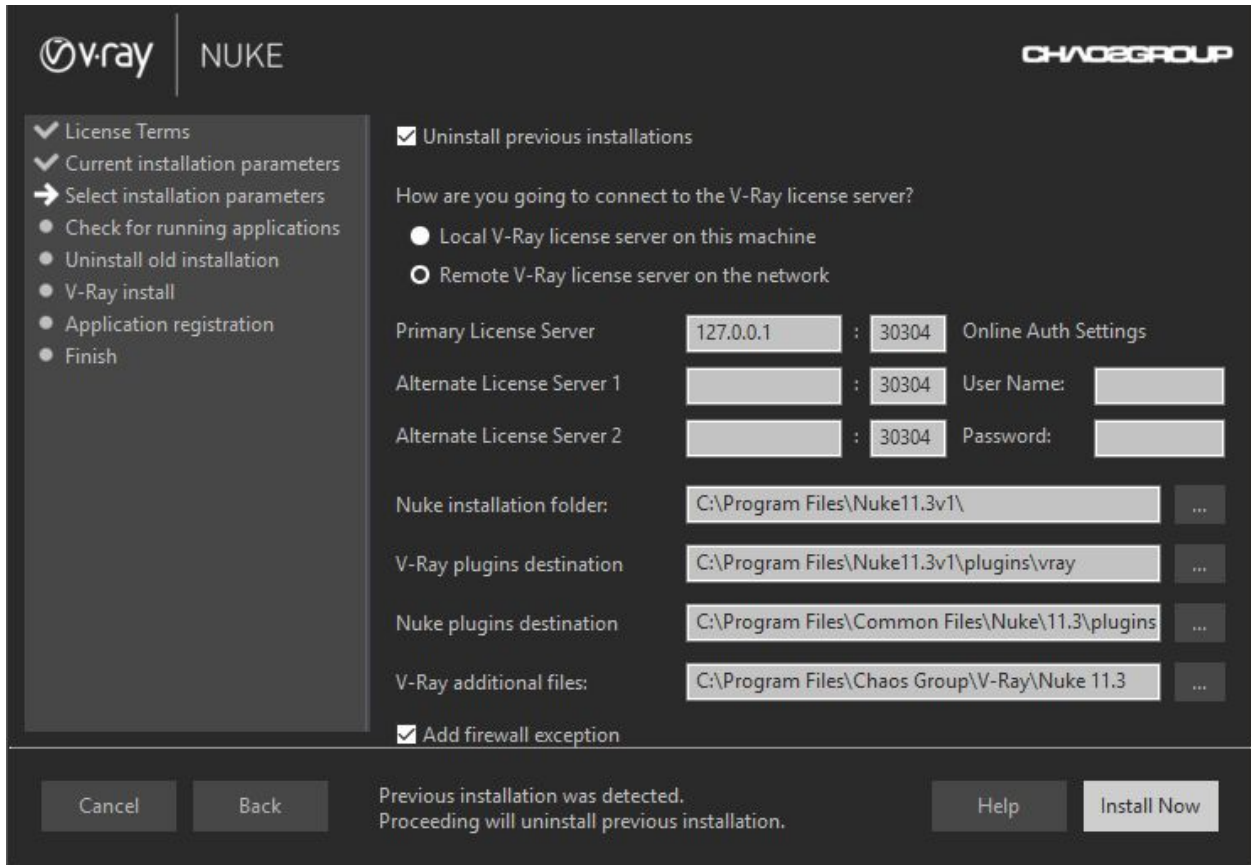 v·ray
NUKE
CHAOSGROUP
License Terms
Current installation parameters
Select installation parameters
Check for running applications
Uninstall old installation
V-Ray install
Application registration
Finish
Uninstall previous installations
How are you going to connect to the V-Ray license server?
Local V-Ray license server on this machine
Remote V-Ray license server on the network
Primary License Server 127.0.0.1 : 30304 Online Auth Settings
Alternate License Server 1 : 30304 User Name:
Alternate License Server 2 : 30304 Password:
Nuke installation folder: C:\Program Files\Nuke11.3v1\ ...
V-Ray plugins destination C:\Program Files\Nuke11.3v1\plugins\vray ...
Nuke plugins destination C:\Program Files\Common Files\Nuke\11.3\plugins ...
V-Ray additional files: C:\Program Files\Chaos Group\V-Ray\Nuke 11.3 ...
Add firewall exception
Cancel
Back
Previous installation was detected.
Proceeding will uninstall previous installation.
Help
Install Now